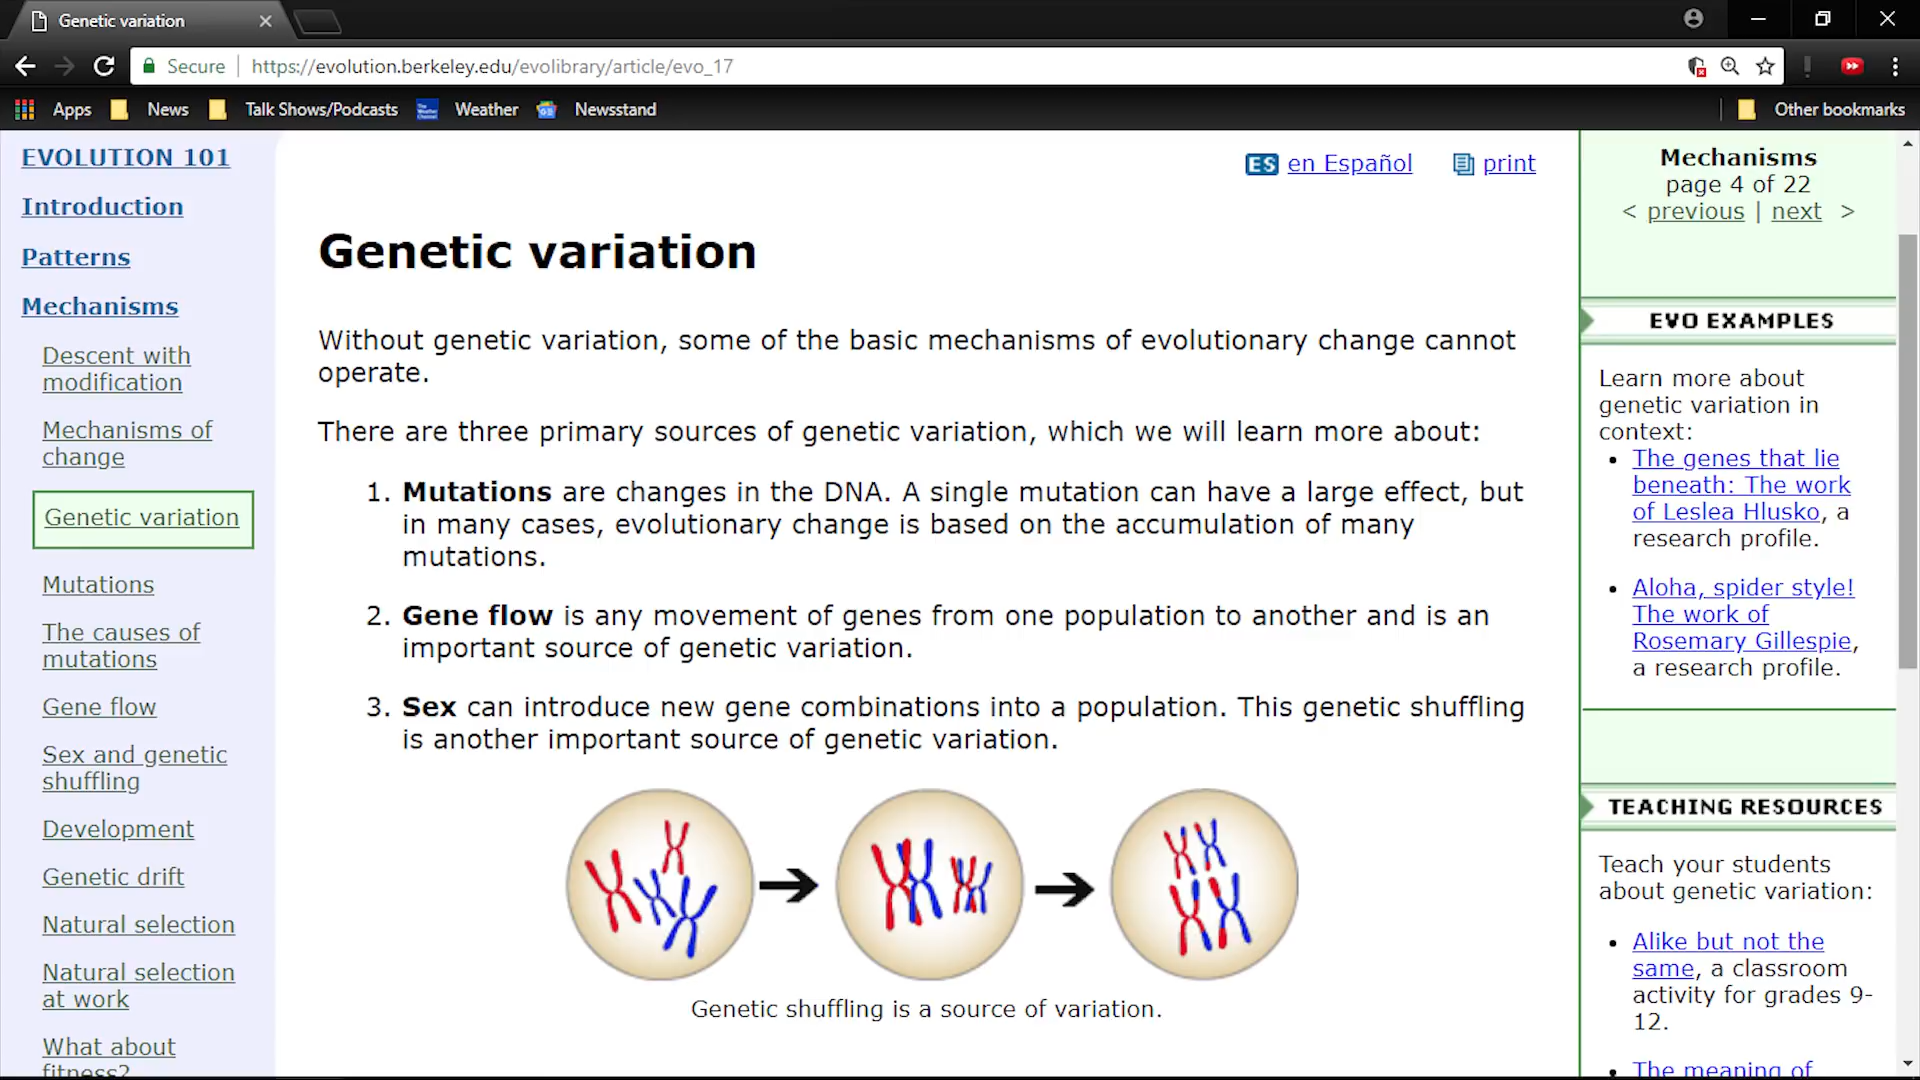 Genetic variation
Secure
https://evolution.berkeley.edu/evolibrary/article/evo_17
Apps
News
Talk Shows/Podcasts
Weather
Newsstand
Other bookmarks
EVOLUTION 101
Introduction
Patterns
Mechanisms
Descent with
modification
Mechanisms of
change
Genetic variation
Mutations
The causes of
mutations
Gene flow
Sex and genetic
shuffling
Development
Genetic drift
Natural selection
Natural selection
at work
What about
fitness?
ES en Español
print
Genetic variation
Without genetic variation, some of the basic mechanisms of evolutionary change cannot
operate.
There are three primary sources of genetic variation, which we will learn more about:
1. Mutations are changes in the DNA. A single mutation can have a large effect, but
in many cases, evolutionary change is based on the accumulation of many
mutations.
2. Gene flow is any movement of genes from one population to another and is an
important source of genetic variation.
3. Sex can introduce new gene combinations into a population. This genetic shuffling
is another important source of genetic variation.
Genetic shuffling is a source of variation.
Mechanisms
page 4 of 22
< previous | next >
EVO EXAMPLES
Learn more about
genetic variation in
context:
• The genes that lie
beneath: The work
of Leslea Hlusko, a
research profile.
• Aloha, spider style!
The work of
Rosemary Gillespie,
a research profile.
TEACHING RESOURCES
Teach your students
about genetic variation:
• Alike but not the
same, a classroom
activity for grades 9-
12.
• The meaning of